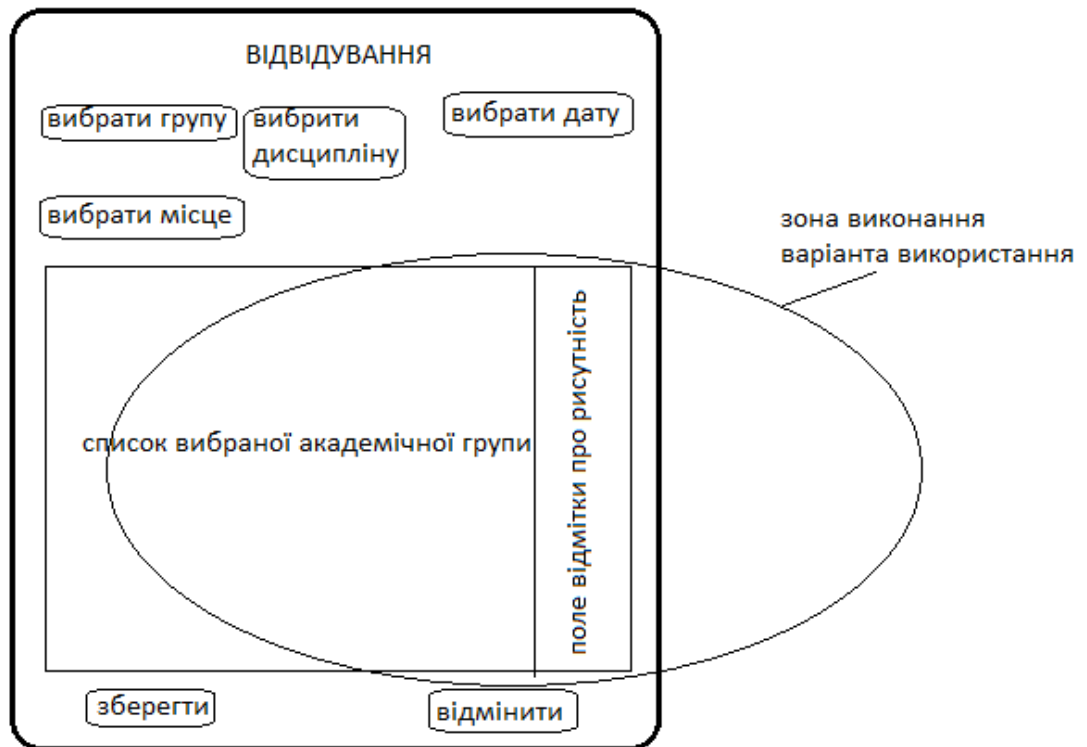 ВІДВІДУВАННЯ
вибрати групу
вибрити
дисципліну
вибрати дату
вибрати місце
зона виконання
варіанта використання
список вибраної академічної групи
поле відмітки про рисутність
зберегти
відмінити